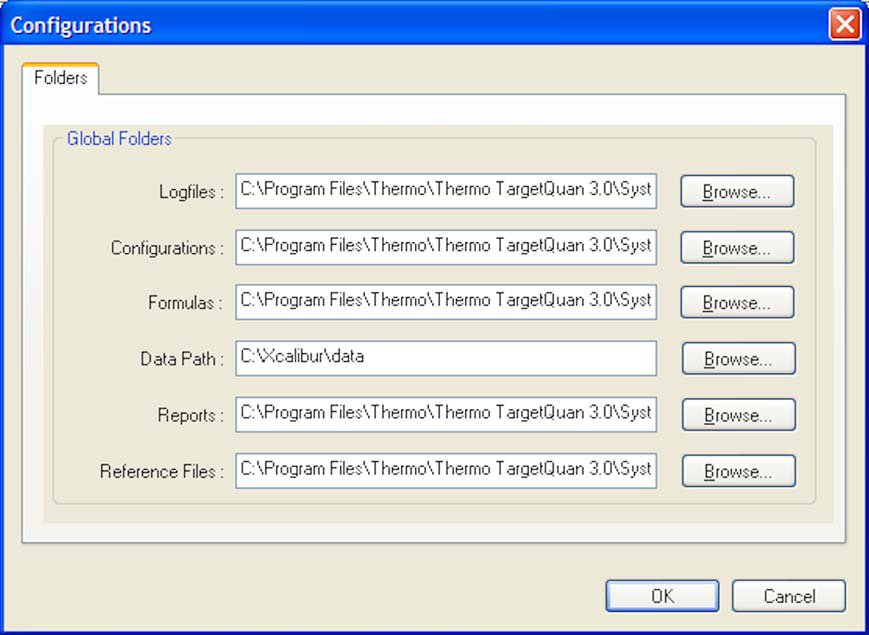 Configurations
Folders
Global Folders
Logfiles : C:\Program Files\Thermo\Thermo TargetQuan 3.0\Syst Browse...
Configurations : C:\Program Files\Thermo\Thermo TargetQuan 3.0\Syst Browse...
Formulas : C:\Program Files\Thermo\Thermo TargetQuan 3.0\Syst Browse...
Data Path : C:\Xcalibur\data Browse...
Reports : C:\Program Files\Thermo\Thermo TargetQuan 3.0\Syst Browse...
Reference Files : C:\Program Files\Thermo\Thermo TargetQuan 3.0\Syst Browse...
OK Cancel